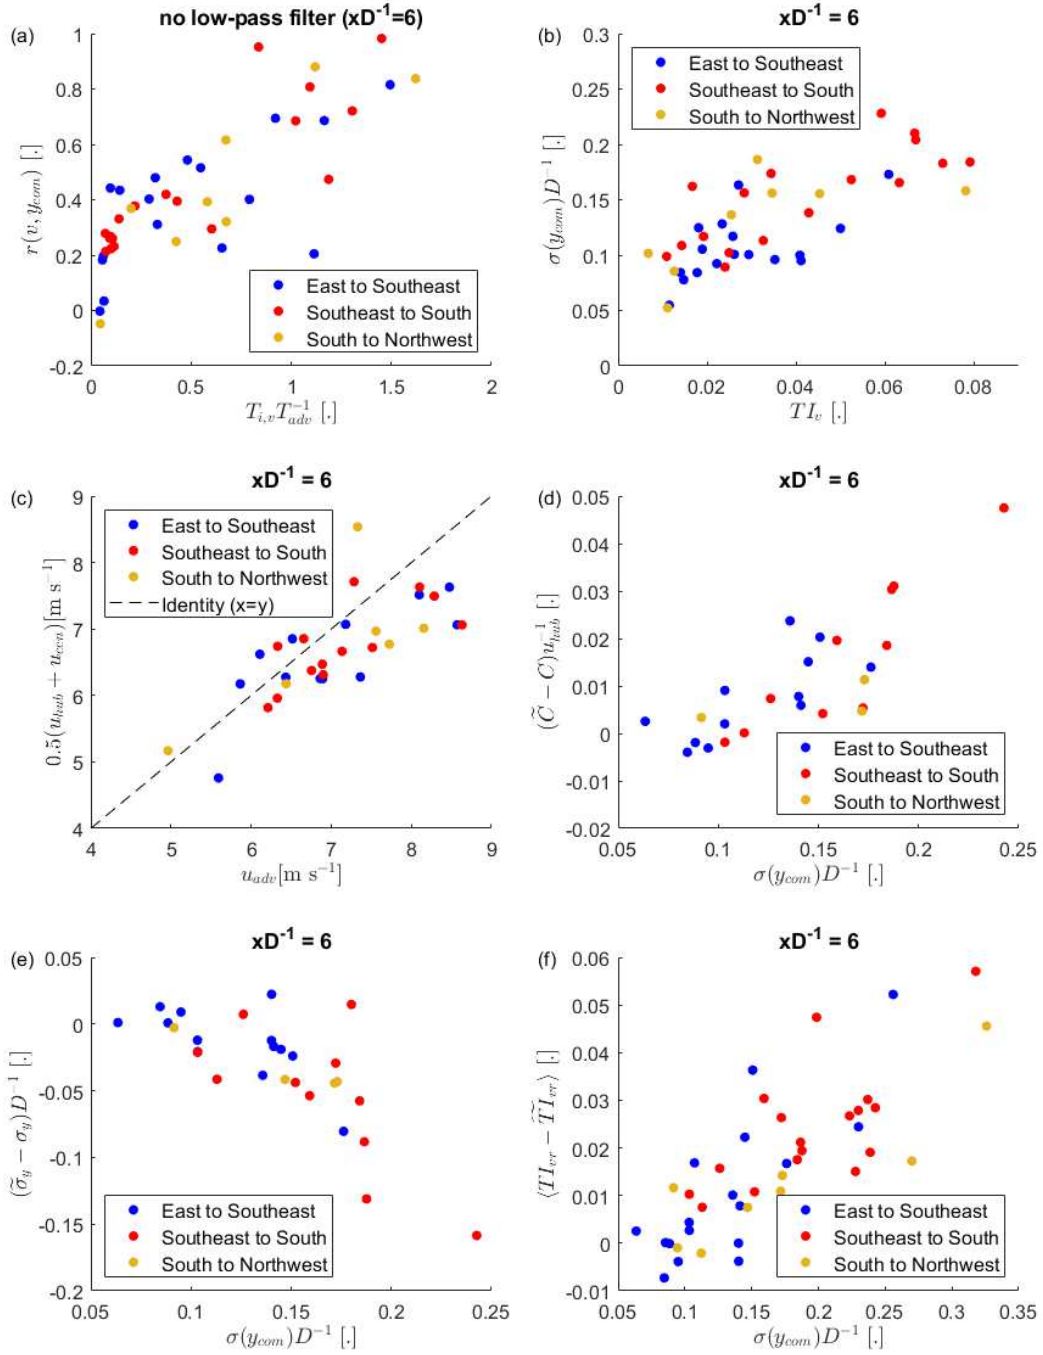 (a)
no low-pass filter (xD⁻¹=6)
1
0.8
0.6
0.4
0.2
0
-0.2
r(v, y_com) [.]
East to Southeast
Southeast to South
South to Northwest
0 0.5 1 1.5 2
T_{i,v}T_{adv}^{-1} [.]
(b)
xD⁻¹ = 6
0.3
0.25
0.2
0.15
0.1
0.05
0
σ(y_com)D⁻¹ [.]
East to Southeast
Southeast to South
South to Northwest
0 0.02 0.04 0.06 0.08
TI_v [.]
(c)
xD⁻¹ = 6
9
8
7
6
5
4
0.5(u_hub + u_cen)[m s⁻¹]
East to Southeast
Southeast to South
South to Northwest
Identity (x=y)
4 5 6 7 8 9
u_adv[m s⁻¹]
(d)
xD⁻¹ = 6
0.05
0.04
0.03
0.02
0.01
0
-0.01
-0.02
(C̃ − C)u_{hub}^{-1} [.]
East to Southeast
Southeast to South
South to Northwest
0.05 0.1 0.15 0.2 0.25
σ(y_com)D⁻¹ [.]
(e)
xD⁻¹ = 6
0.05
0
-0.05
-0.1
-0.15
-0.2
(σ̃_y − σ_y)D⁻¹ [.]
East to Southeast
Southeast to South
South to Northwest
0.05 0.1 0.15 0.2 0.25
σ(y_com)D⁻¹ [.]
(f)
xD⁻¹ = 6
0.06
0.05
0.04
0.03
0.02
0.01
0
-0.01
⟨TI_vr − T̃I_vr⟩ [.]
East to Southeast
Southeast to South
South to Northwest
0.05 0.1 0.15 0.2 0.25 0.3 0.35
σ(y_com)D⁻¹ [.]